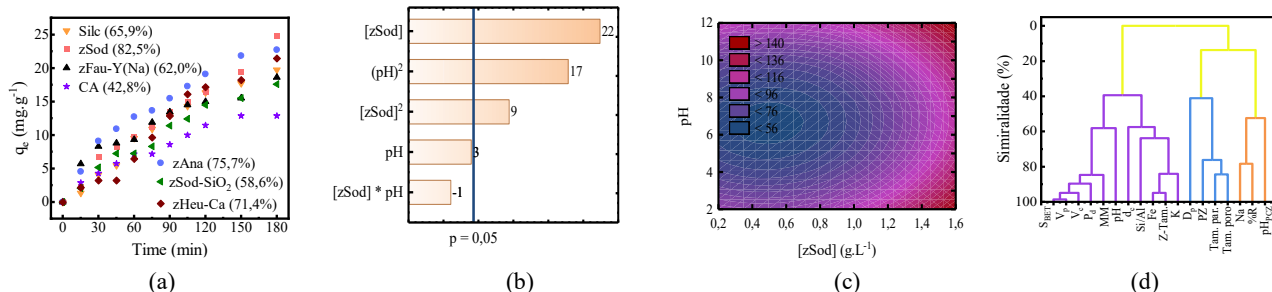 25
20
15
10
5
0
q_e (mg.g⁻¹)
Silc (65,9%)
zSod (82,5%)
zFau-Y(Na) (62,0%)
CA (42,8%)
zAna (75,7%)
zSod-SiO₂ (58,6%)
zHeu-Ca (71,4%)
0 30 60 90 120 150 180
Time (min)
(a)
[zSod] 22
(pH)² 17
[zSod]² 9
pH 3
[zSod] * pH -1
p = 0,05
(b)
12
10
8
6
4
2
pH
> 140
< 136
< 116
< 96
< 76
< 56
0,2 0,4 0,6 0,8 1,0 1,2 1,4 1,6
[zSod] (g.L⁻¹)
(c)
0
20
40
60
80
100
Simiralidade (%)
S_BET
V_p
V_c
P_d
MM
pH
d_c
Si/Al
Fe
Z-Tam.
K
D_p
PZ
Tam. par.
Tam. poro
Na
%R
pH_PCZ
(d)